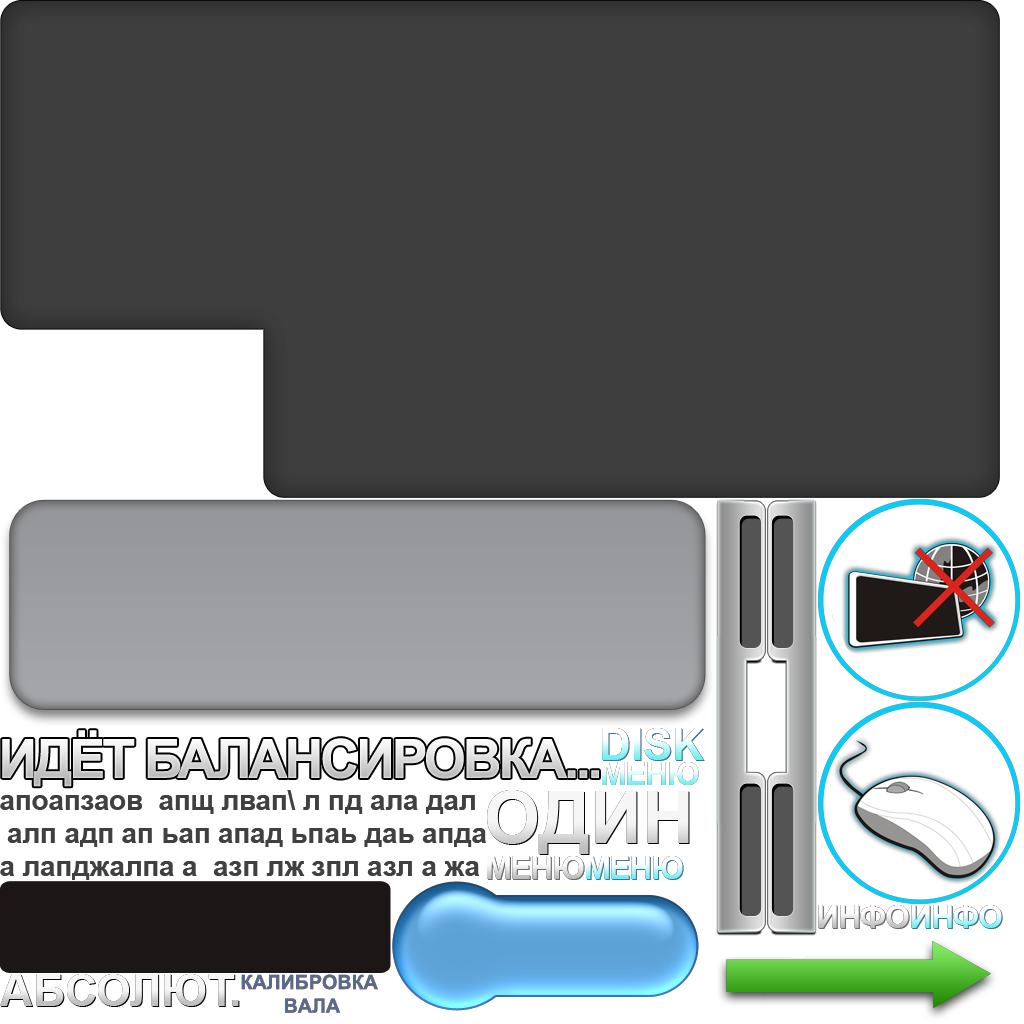 ИДЁТ БАЛАНСИРОВКА...
DISK
МЕНЮ
апоапзаов апщ лвап\ л пд ала дал
алп адп ап ьап апад ьпаь даь апда
а лапджалпа а азп лж зпл азл а жа
ОДИН
МЕНЮМЕНЮ
ИНФОИНФО
АБСОЛЮТ.
КАЛИБРОВКА
ВАЛА